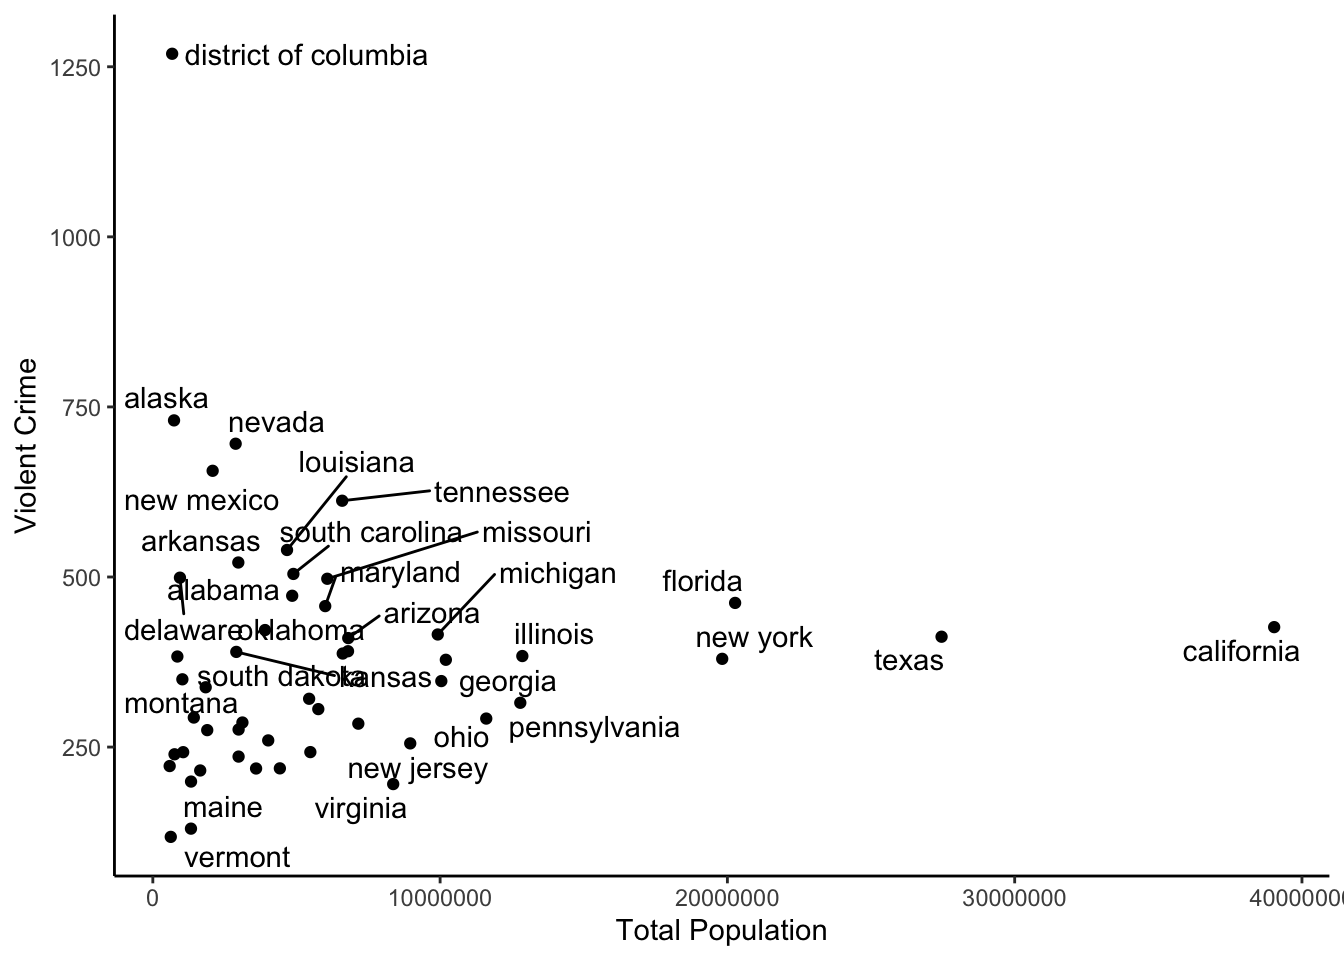 district of columbia
1250
1000
Violent Crime
alaska
750
nevada
louisiana
tennessee
new mexico
south carolina
missouri
arkansas
maryland
michigan
500
florida
alabama
arizona
delaware
oklahoma
illinois
new york
california
texas
south dakota
kansas
georgia
montana
pennsylvania
ohio
250
new jersey
maine
virginia
vermont
0
10000000
20000000
30000000
4000000
Total Population